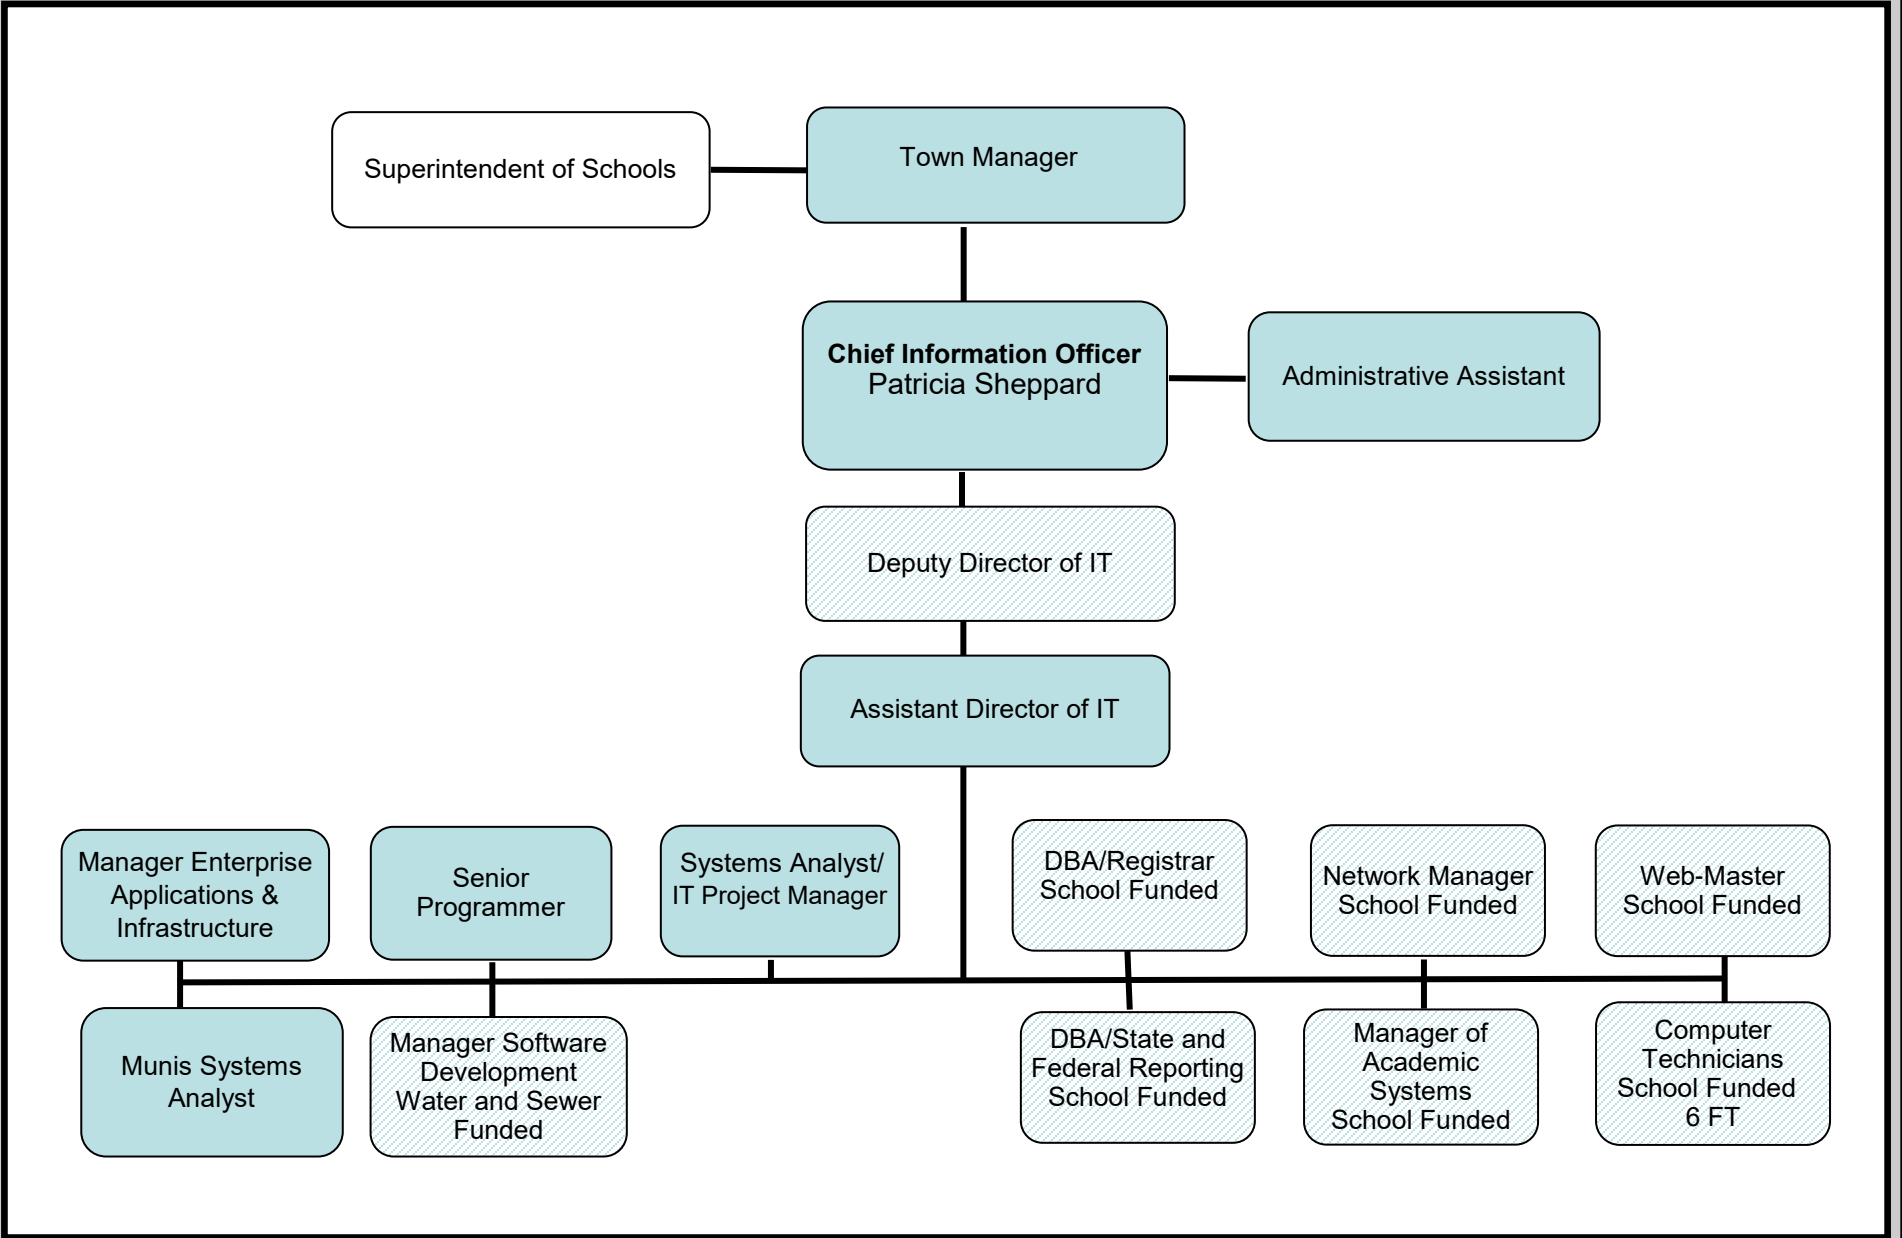 Superintendent of Schools
Town Manager
Chief Information Officer
Patricia Sheppard
Administrative Assistant
Deputy Director of IT
Assistant Director of IT
Manager Enterprise
Applications &
Infrastructure
Senior
Programmer
Systems Analyst/
IT Project Manager
DBA/Registrar
School Funded
Network Manager
School Funded
Web-Master
School Funded
Munis Systems
Analyst
Manager Software
Development
Water and Sewer
Funded
DBA/State and
Federal Reporting
School Funded
Manager of
Academic
Systems
School Funded
Computer
Technicians
School Funded
6 FT